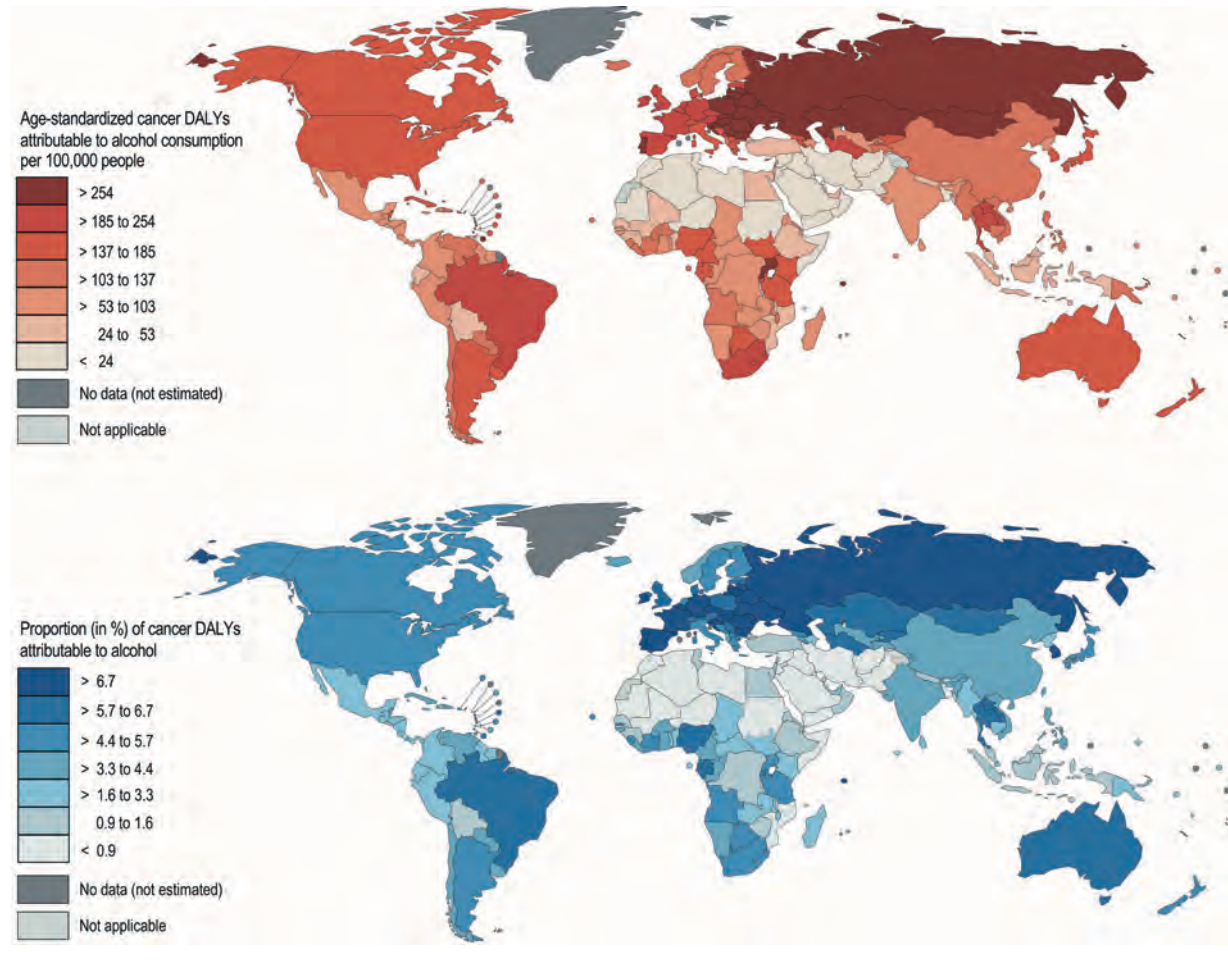 Age-standardized cancer DALYs
attributable to alcohol consumption
per 100,000 people
> 254
> 185 to 254
> 137 to 185
> 103 to 137
> 53 to 103
24 to 53
< 24
No data (not estimated)
Not applicable
Proportion (in %) of cancer DALYs
attributable to alcohol
> 6.7
> 5.7 to 6.7
> 4.4 to 5.7
> 3.3 to 4.4
> 1.6 to 3.3
0.9 to 1.6
< 0.9
No data (not estimated)
Not applicable